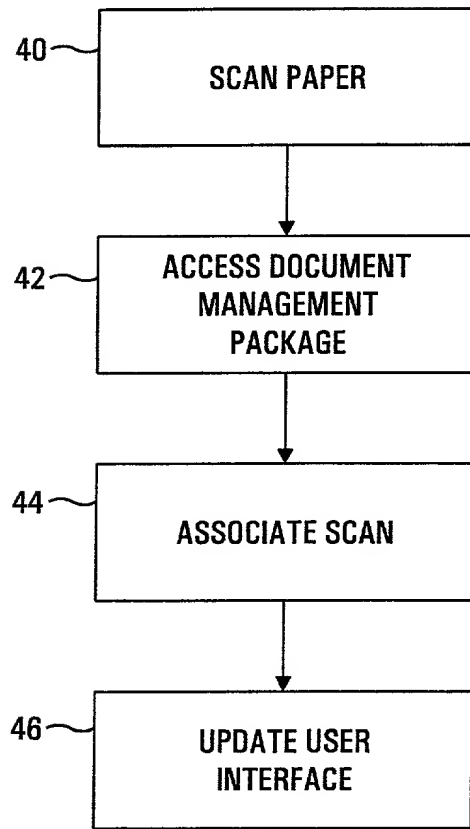 40
SCAN PAPER
42
ACCESS DOCUMENT
MANAGEMENT
PACKAGE
44
ASSOCIATE SCAN
46
UPDATE USER
INTERFACE